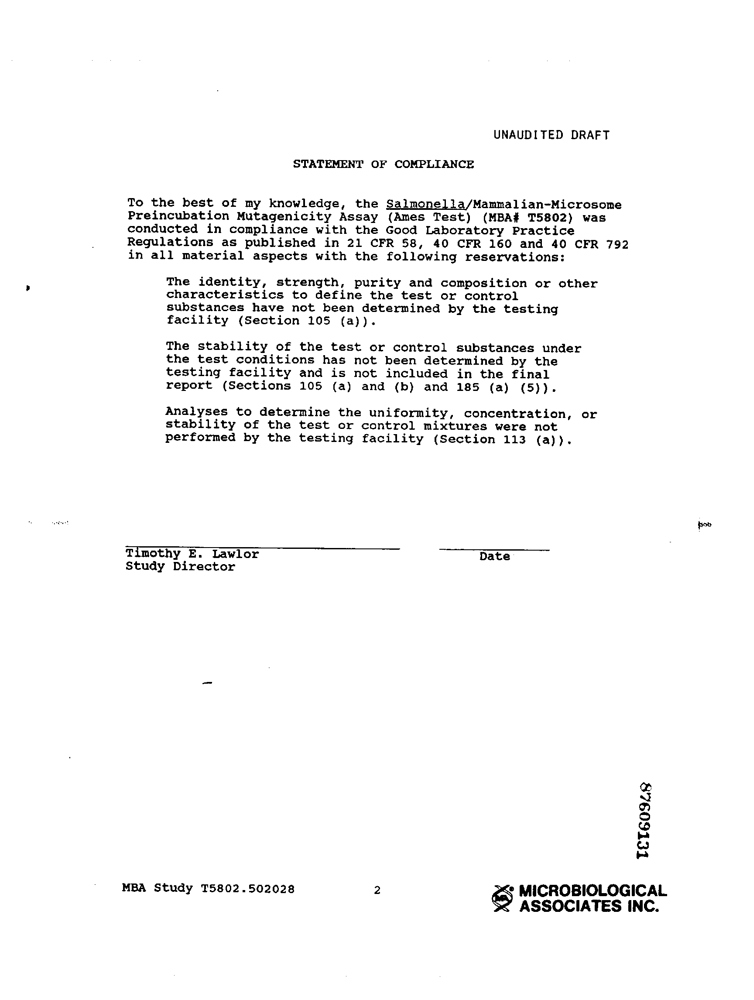 UNAUDITED DRAFT
STATEMENT OF COMPLIANCE
To the best of my knowledge, the Salmonella/Mammalian-Microsome
Preincubation Mutagenicity Assay (Ames Test) (MBA# T5802) was
conducted in compliance with the Good Laboratory Practice
Regulations as published in 21 CFR 58, 40 CFR 160 and 40 CFR 792
in all material aspects with the following reservations:
The identity, strength, purity and composition or other
characteristics to define the test or control
substances have not been determined by the testing
facility (Section 105 (a)).
The stability of the test or control substances under
the test conditions has not been determined by the
testing facility and is not included in the final
report (Sections 105 (a) and (b) and 185 (a) (5)).
Analyses to determine the uniformity, concentration, or
stability of the test or control mixtures were not
performed by the testing facility (Section 113 (a)).
Timothy E. Lawlor
Date
Study Director
87609131
MBA Study T5802.502028 2
MICROBIOLOGICAL
ASSOCIATES INC.